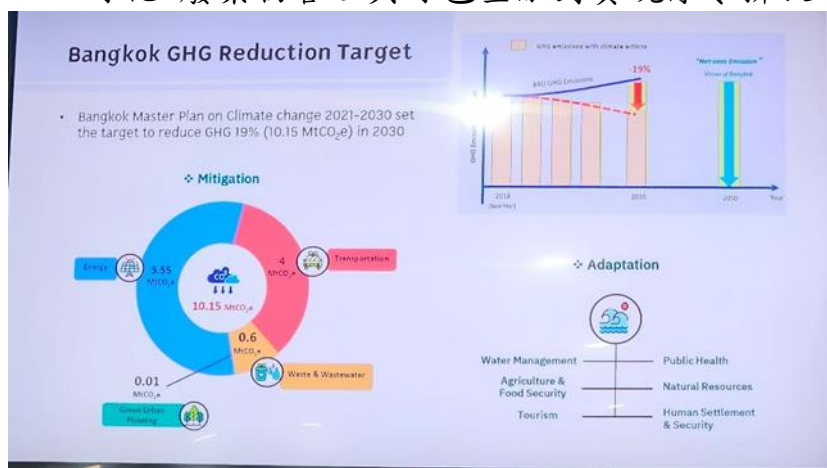 Bangkok GHG Reduction Target
• Bangkok Master Plan on Climate change 2021-2030 set
the target to reduce GHG 19% (10.15 MtCO₂e) in 2030
❖ Mitigation
Energy
5.55
MtCO₂e
4
MtCO₂e
Transportation
CO₂
10.15 MtCO₂e
0.6
MtCO₂e
Waste & Wastewater
0.01
MtCO₂e
Green Urban
Planning
GHG emissions with climate actions
BAU GHG Emissions
-19%
"Net-zero Emission"
Vision of Bangkok
2018
2030
2050
Year
❖ Adaptation
Water Management
Public Health
Agriculture &
Food Security
Natural Resources
Tourism
Human Settlement
& Security